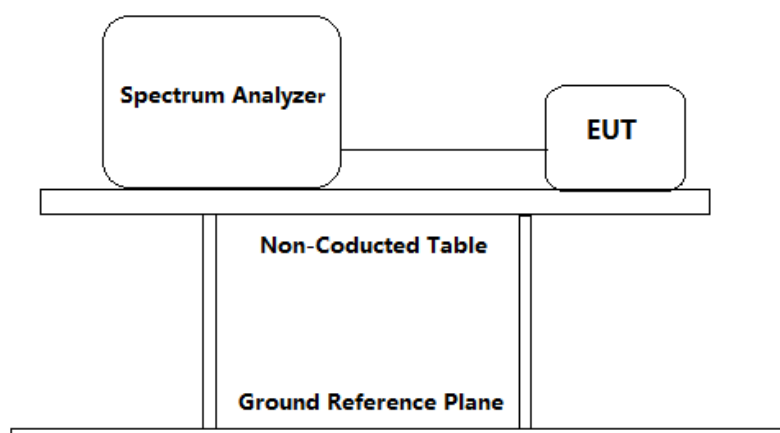 Spectrum Analyzer
EUT
Non-Coducted Table
Ground Reference Plane